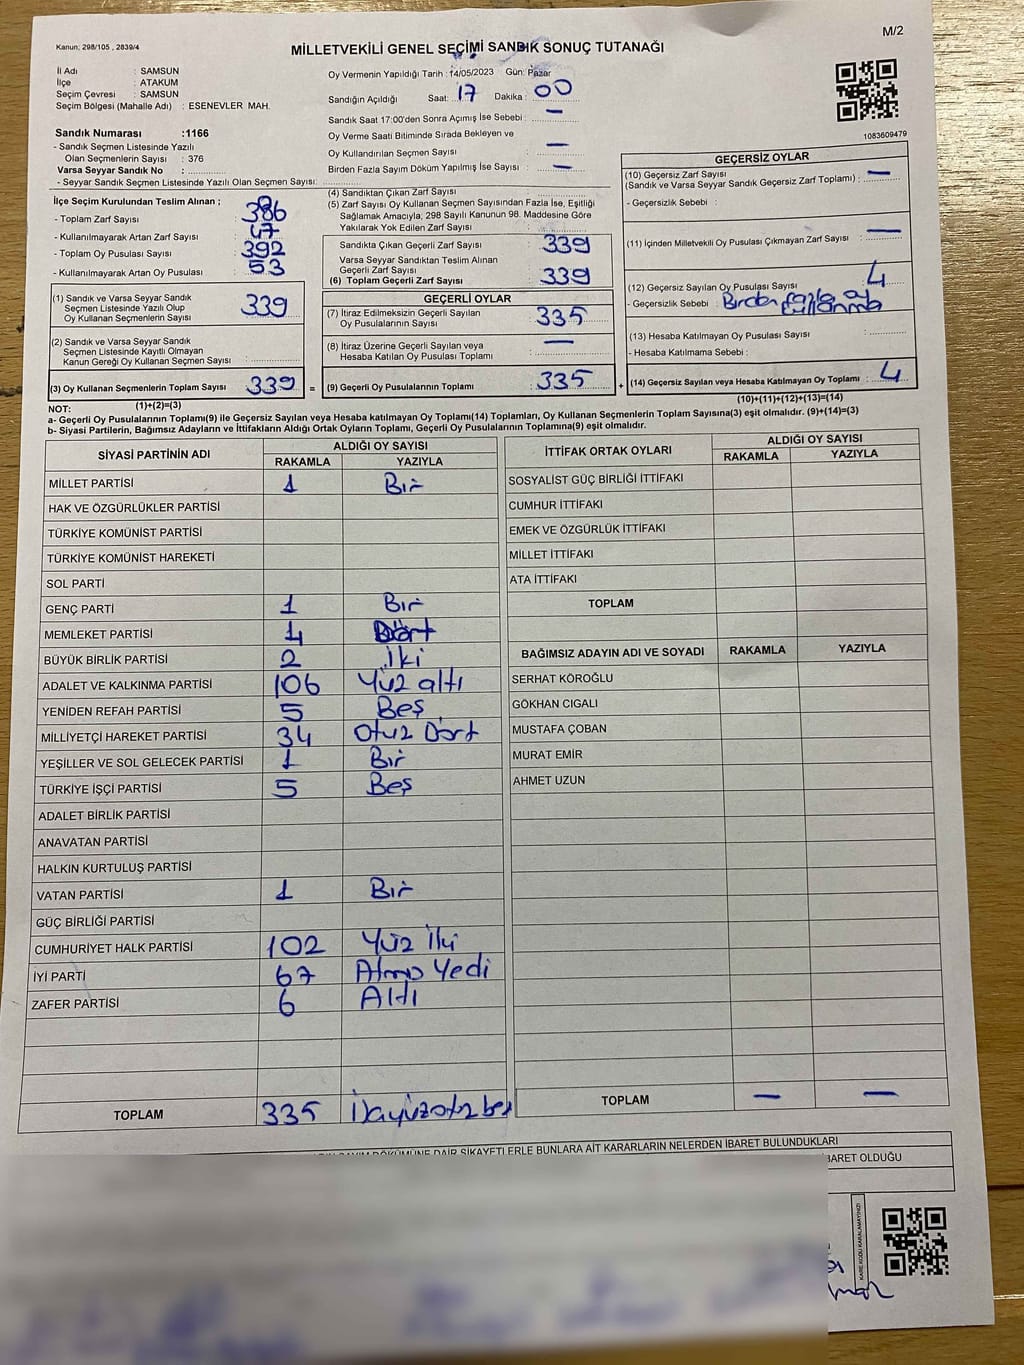 M/2
Kanun; 298/105 , 2839/4
MİLLETVEKİLİ GENEL SEÇİMİ SANDIK SONUÇ TUTANAĞI
İl Adı : SAMSUN
İlçe : ATAKUM
Seçim Çevresi : SAMSUN
Seçim Bölgesi (Mahalle Adı) : ESENEVLER MAH.
Sandık Numarası :1166
- Sandık Seçmen Listesinde Yazılı
Olan Seçmenlerin Sayısı : 376
Varsa Seyyar Sandık No :
- Seyyar Sandık Seçmen Listesinde Yazılı Olan Seçmen Sayısı:
Oy Vermenin Yapıldığı Tarih : 14/05/2023 Gün: Pazar
Sandığın Açıldığı Saat: 17 Dakika : 00
Sandık Saat 17:00'den Sonra Açımış İse Sebebi : —
Oy Verme Saati Bitiminde Sırada Bekleyen ve
Oy Kullandırılan Seçmen Sayısı —
Birden Fazla Sayım Döküm Yapılmış İse Sayısı : —
1083609479
İlçe Seçim Kurulundan Teslim Alınan ;
- Toplam Zarf Sayısı : 386
- Kullanılmayarak Artan Zarf Sayısı : 47
- Toplam Oy Pusulası Sayısı : 392
- Kullanılmayarak Artan Oy Pusulası : 53
(1) Sandık ve Varsa Seyyar Sandık
Seçmen Listesinde Yazılı Olup
Oy Kullanan Seçmenlerin Sayısı 339
(2) Sandık ve Varsa Seyyar Sandık
Seçmen Listesinde Kayıtlı Olmayan
Kanun Gereği Oy Kullanan Seçmen Sayısı :
(3) Oy Kullanan Seçmenlerin Toplam Sayısı 339 =
(1)+(2)=(3)
(4) Sandıktan Çıkan Zarf Sayısı :
(5) Zarf Sayısı Oy Kullanan Seçmen Sayısından Fazla İse, Eşitliği
Sağlamak Amacıyla, 298 Sayılı Kanunun 98. Maddesine Göre
Yakılarak Yok Edilen Zarf Sayısı :
Sandıkta Çıkan Geçerli Zarf Sayısı : 339
Varsa Seyyar Sandıktan Teslim Alınan
Geçerli Zarf Sayısı
(6) Toplam Geçerli Zarf Sayısı : 339
GEÇERLİ OYLAR
(7) İtiraz Edilmeksizin Geçerli Sayılan
Oy Pusulalarının Sayısı : 335
(8) İtiraz Üzerine Geçerli Sayılan veya
Hesaba Katılan Oy Pusulası Toplamı : —
(9) Geçerli Oy Pusulalarının Toplamı : 335 +
GEÇERSİZ OYLAR
(10) Geçersiz Zarf Sayısı
(Sandık ve Varsa Seyyar Sandık Geçersiz Zarf Toplamı) : —
- Geçersizlik Sebebi :
(11) İçinden Milletvekili Oy Pusulası Çıkmayan Zarf Sayısı : —
(12) Geçersiz Sayılan Oy Pusulası Sayısı : 4
- Geçersizlik Sebebi : Birden fazla oy kullanma
(13) Hesaba Katılmayan Oy Pusulası Sayısı :
- Hesaba Katılmama Sebebi :
(14) Geçersiz Sayılan veya Hesaba Katılmayan Oy Toplamı : 4
(10)+(11)+(12)+(13)=(14)
NOT:
a- Geçerli Oy Pusulalarının Toplamı(9) ile Geçersiz Sayılan veya Hesaba katılmayan Oy Toplamı(14) Toplamları, Oy Kullanan Seçmenlerin Toplam Sayısına(3) eşit olmalıdır. (9)+(14)=(3)
b- Siyasi Partilerin, Bağımsız Adayların ve İttifakların Aldığı Ortak Oyların Toplamı, Geçerli Oy Pusulalarının Toplamına(9) eşit olmalıdır.
SİYASİ PARTİNİN ADI ALDIĞI OY SAYISI
RAKAMLA YAZIYLA
MİLLET PARTİSİ 1 Bir
HAK VE ÖZGÜRLÜKLER PARTİSİ
TÜRKİYE KOMÜNİST PARTİSİ
TÜRKİYE KOMÜNİST HAREKETİ
SOL PARTİ
GENÇ PARTİ 1 Bir
MEMLEKET PARTİSİ 4 Dört
BÜYÜK BİRLİK PARTİSİ 2 İki
ADALET VE KALKINMA PARTİSİ 106 Yüz altı
YENİDEN REFAH PARTİSİ 5 Beş
MİLLİYETÇİ HAREKET PARTİSİ 34 Otuz Dört
YEŞİLLER VE SOL GELECEK PARTİSİ 1 Bir
TÜRKİYE İŞÇİ PARTİSİ 5 Beş
ADALET BİRLİK PARTİSİ
ANAVATAN PARTİSİ
HALKIN KURTULUŞ PARTİSİ
VATAN PARTİSİ 1 Bir
GÜÇ BİRLİĞİ PARTİSİ
CUMHURİYET HALK PARTİSİ 102 Yüz İki
İYİ PARTİ 67 Atmış Yedi
ZAFER PARTİSİ 6 Altı
TOPLAM 335
İTTİFAK ORTAK OYLARI ALDIĞI OY SAYISI
RAKAMLA YAZIYLA
SOSYALİST GÜÇ BİRLİĞİ İTTİFAKI
CUMHUR İTTİFAKI
EMEK VE ÖZGÜRLÜK İTTİFAKI
MİLLET İTTİFAKI
ATA İTTİFAKI
TOPLAM
BAĞIMSIZ ADAYIN ADI VE SOYADI RAKAMLA YAZIYLA
SERHAT KÖROĞLU
GÖKHAN CIGALI
MUSTAFA ÇOBAN
MURAT EMİR
AHMET UZUN
TOPLAM — —
DÖKÜMÜNE DAİR ŞİKAYETLERLE BUNLARA AİT KARARLARIN NELERDEN İBARET BULUNDUKLARI
İBARET OLDUĞU
KARE KODU KARALAMAYINIZ!